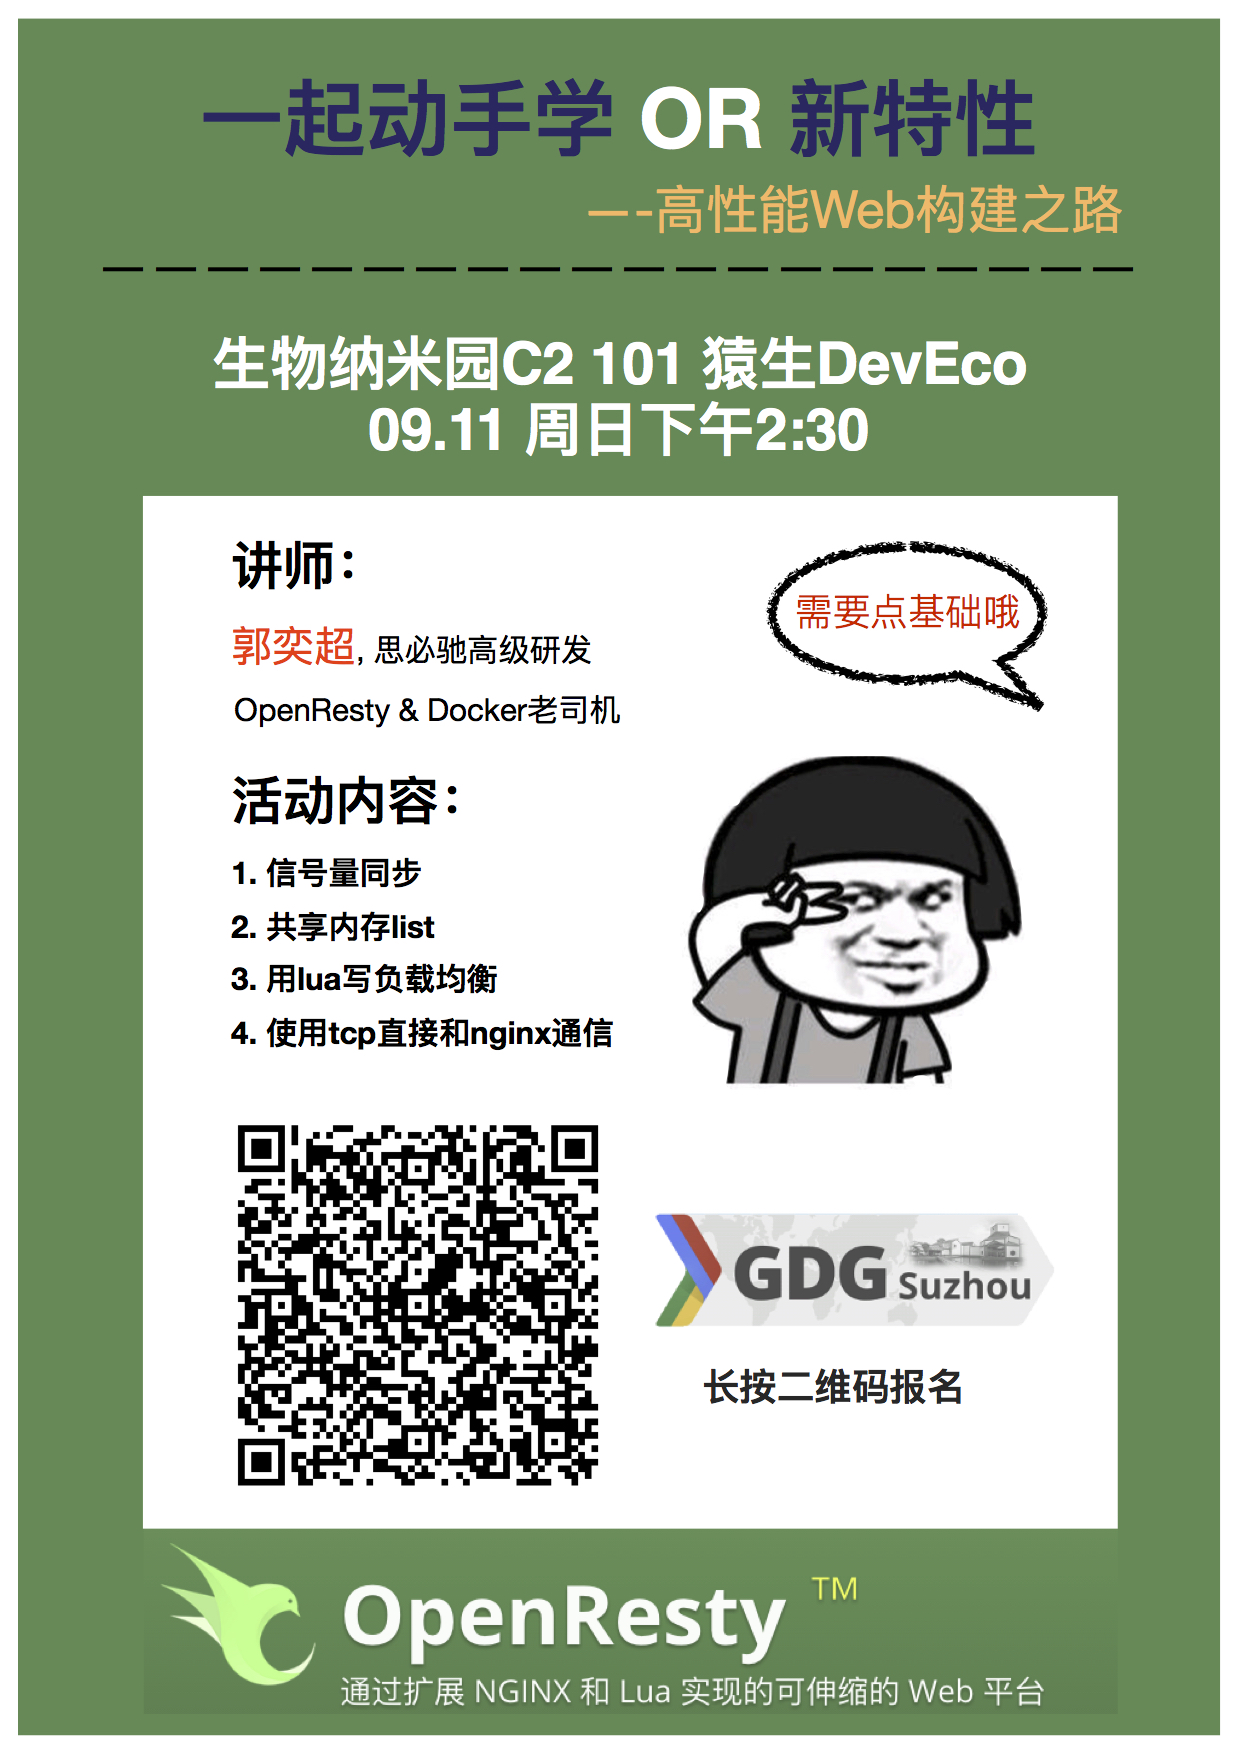 一起动手学 OR 新特性
—-高性能Web构建之路
生物纳米园C2 101 猿生DevEco
09.11 周日下午2:30
讲师：
需要点基础哦
郭奕超, 思必驰高级研发
OpenResty & Docker老司机
活动内容：
1. 信号量同步
2. 共享内存list
3. 用lua写负载均衡
4. 使用tcp直接和nginx通信
GDG Suzhou
长按二维码报名
OpenResty TM
通过扩展 NGINX 和 Lua 实现的可伸缩的 Web 平台